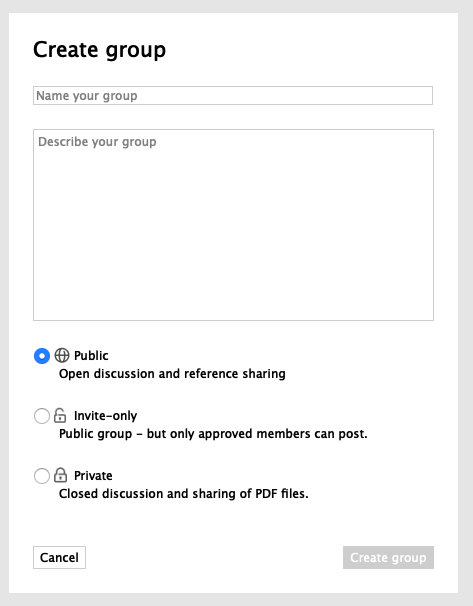 Create group
Name your group
Describe your group
Public
Open discussion and reference sharing
Invite-only
Public group - but only approved members can post.
Private
Closed discussion and sharing of PDF files.
Cancel
Create group